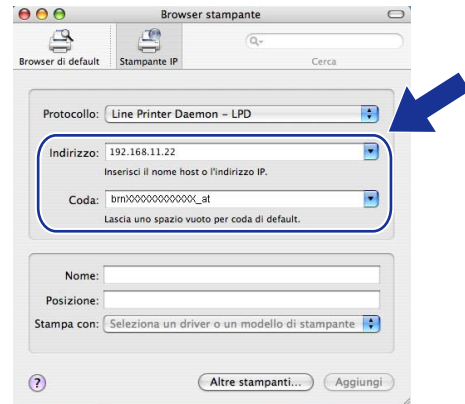 Browser stampante
Browser di default
Stampante IP
Cerca
Protocollo: Line Printer Daemon – LPD
Indirizzo: 192.168.11.22
Inserisci il nome host o l'indirizzo IP.
Coda: brnXXXXXXXXXXXX_at
Lascia uno spazio vuoto per coda di default.
Nome:
Posizione:
Stampa con: Seleziona un driver o un modello di stampante
?
Altre stampanti...
Aggiungi